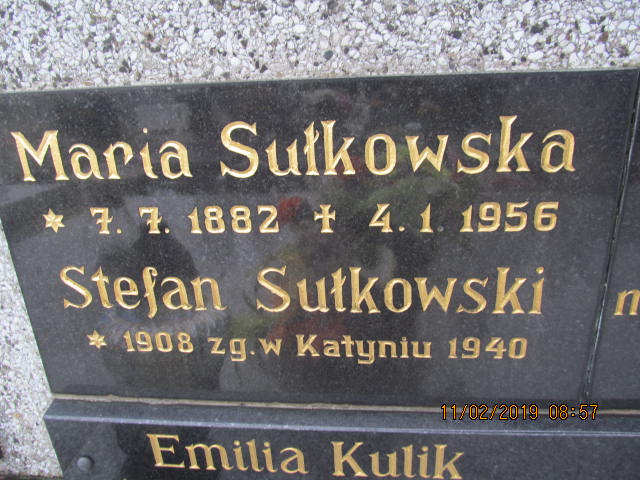 Maria Sułkowska
* 7. 7. 1882 ✝ 4. 1. 1956
Stefan Sułkowski
* 1908 zg. w Katyniu 1940
11/02/2019 08:57
Emilia Kulik